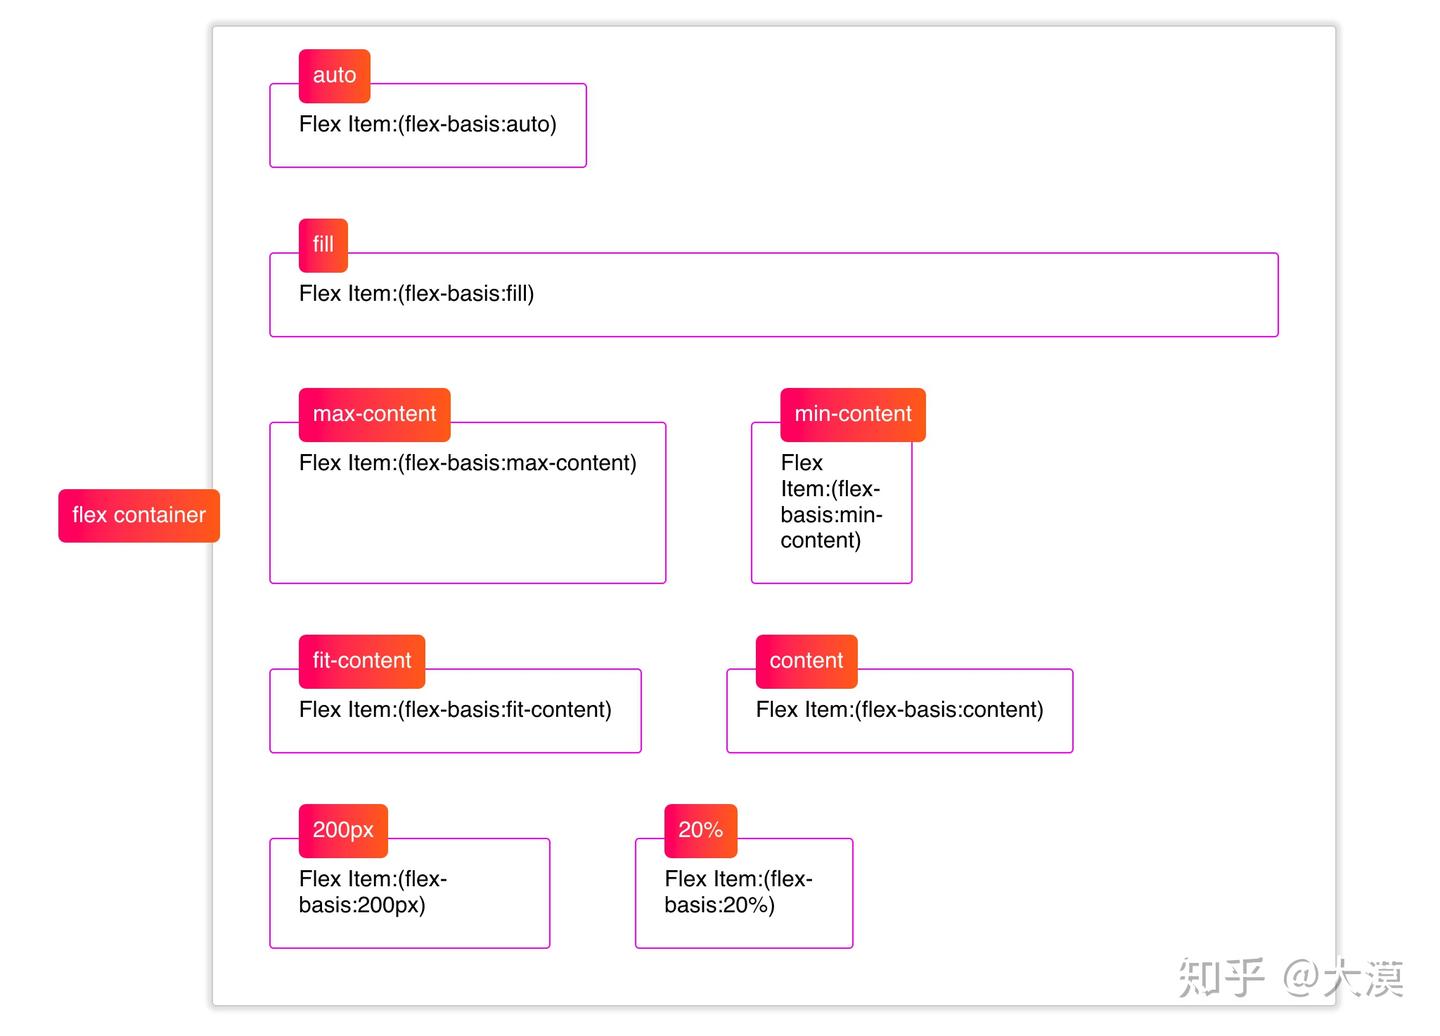 auto
Flex Item:(flex-basis:auto)
fill
Flex Item:(flex-basis:fill)
max-content
Flex Item:(flex-basis:max-content)
min-content
Flex
Item:(flex-
basis:min-
content)
flex container
fit-content
Flex Item:(flex-basis:fit-content)
content
Flex Item:(flex-basis:content)
200px
Flex Item:(flex-
basis:200px)
20%
Flex Item:(flex-
basis:20%)
知乎 @大漠